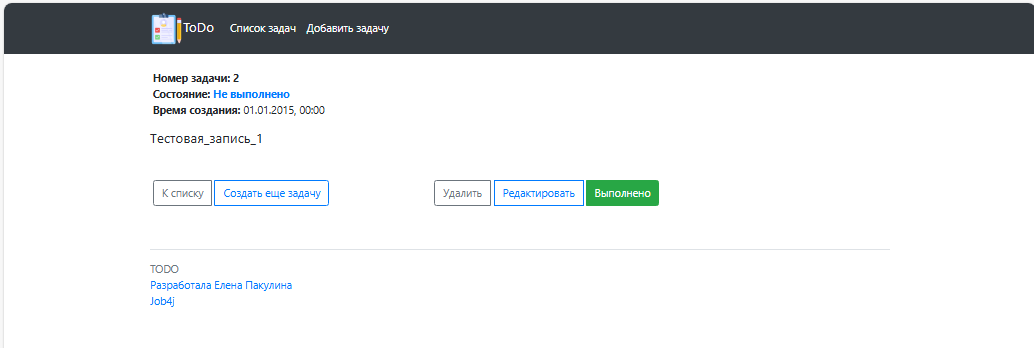 ToDo Список задач Добавить задачу
Номер задачи: 2
Состояние: Не выполнено
Время создания: 01.01.2015, 00:00
Тестовая_запись_1
К списку Создать еще задачу Удалить Редактировать Выполнено
TODO
Разработала Елена Пакулина
Job4j